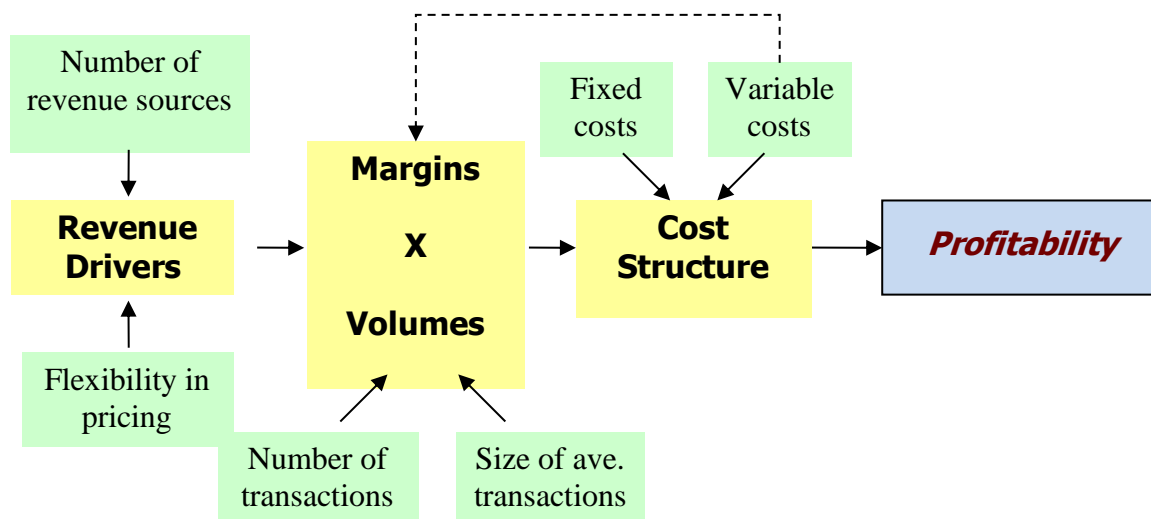 Number of
revenue sources
Fixed
costs
Variable
costs
Margins
X
Volumes
Revenue
Drivers
Cost
Structure
Profitability
Flexibility in
pricing
Number of
transactions
Size of ave.
transactions